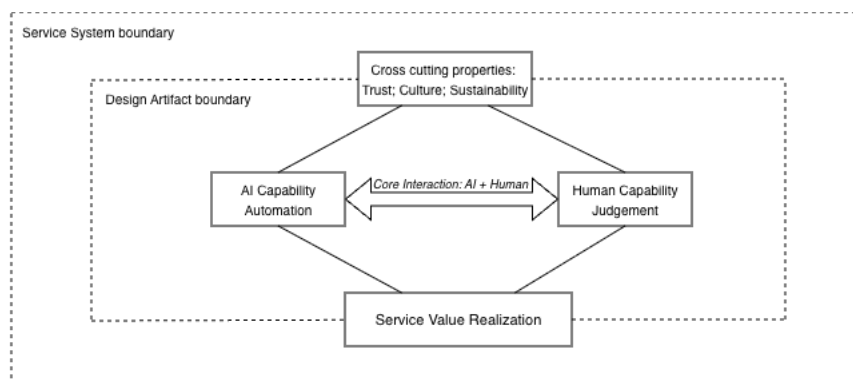 Service System boundary
Cross cutting properties:
Trust; Culture; Sustainability
Design Artifact boundary
AI Capability
Automation
Core Interaction: AI + Human
Human Capability
Judgement
Service Value Realization